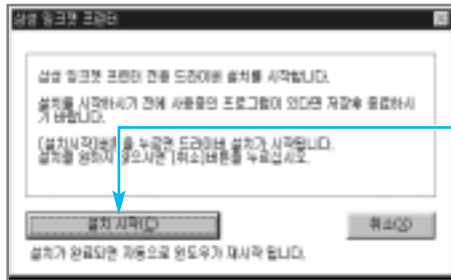 삼성 잉크젯 프린터
삼성 잉크젯 프린터 전용 드라이버 설치를 시작합니다.
설치를 시작하시기 전에 사용중인 프로그램이 있다면 저장후 종료하시
기 바랍니다.
[설치시작]버튼을 누르면 드라이버 설치가 시작됩니다.
설치를 원하지 않으시면 [취소]버튼을 누르십시오.
설치 시작(C) 취소(X)
설치가 완료되면 자동으로 윈도우가 재시작 됩니다.